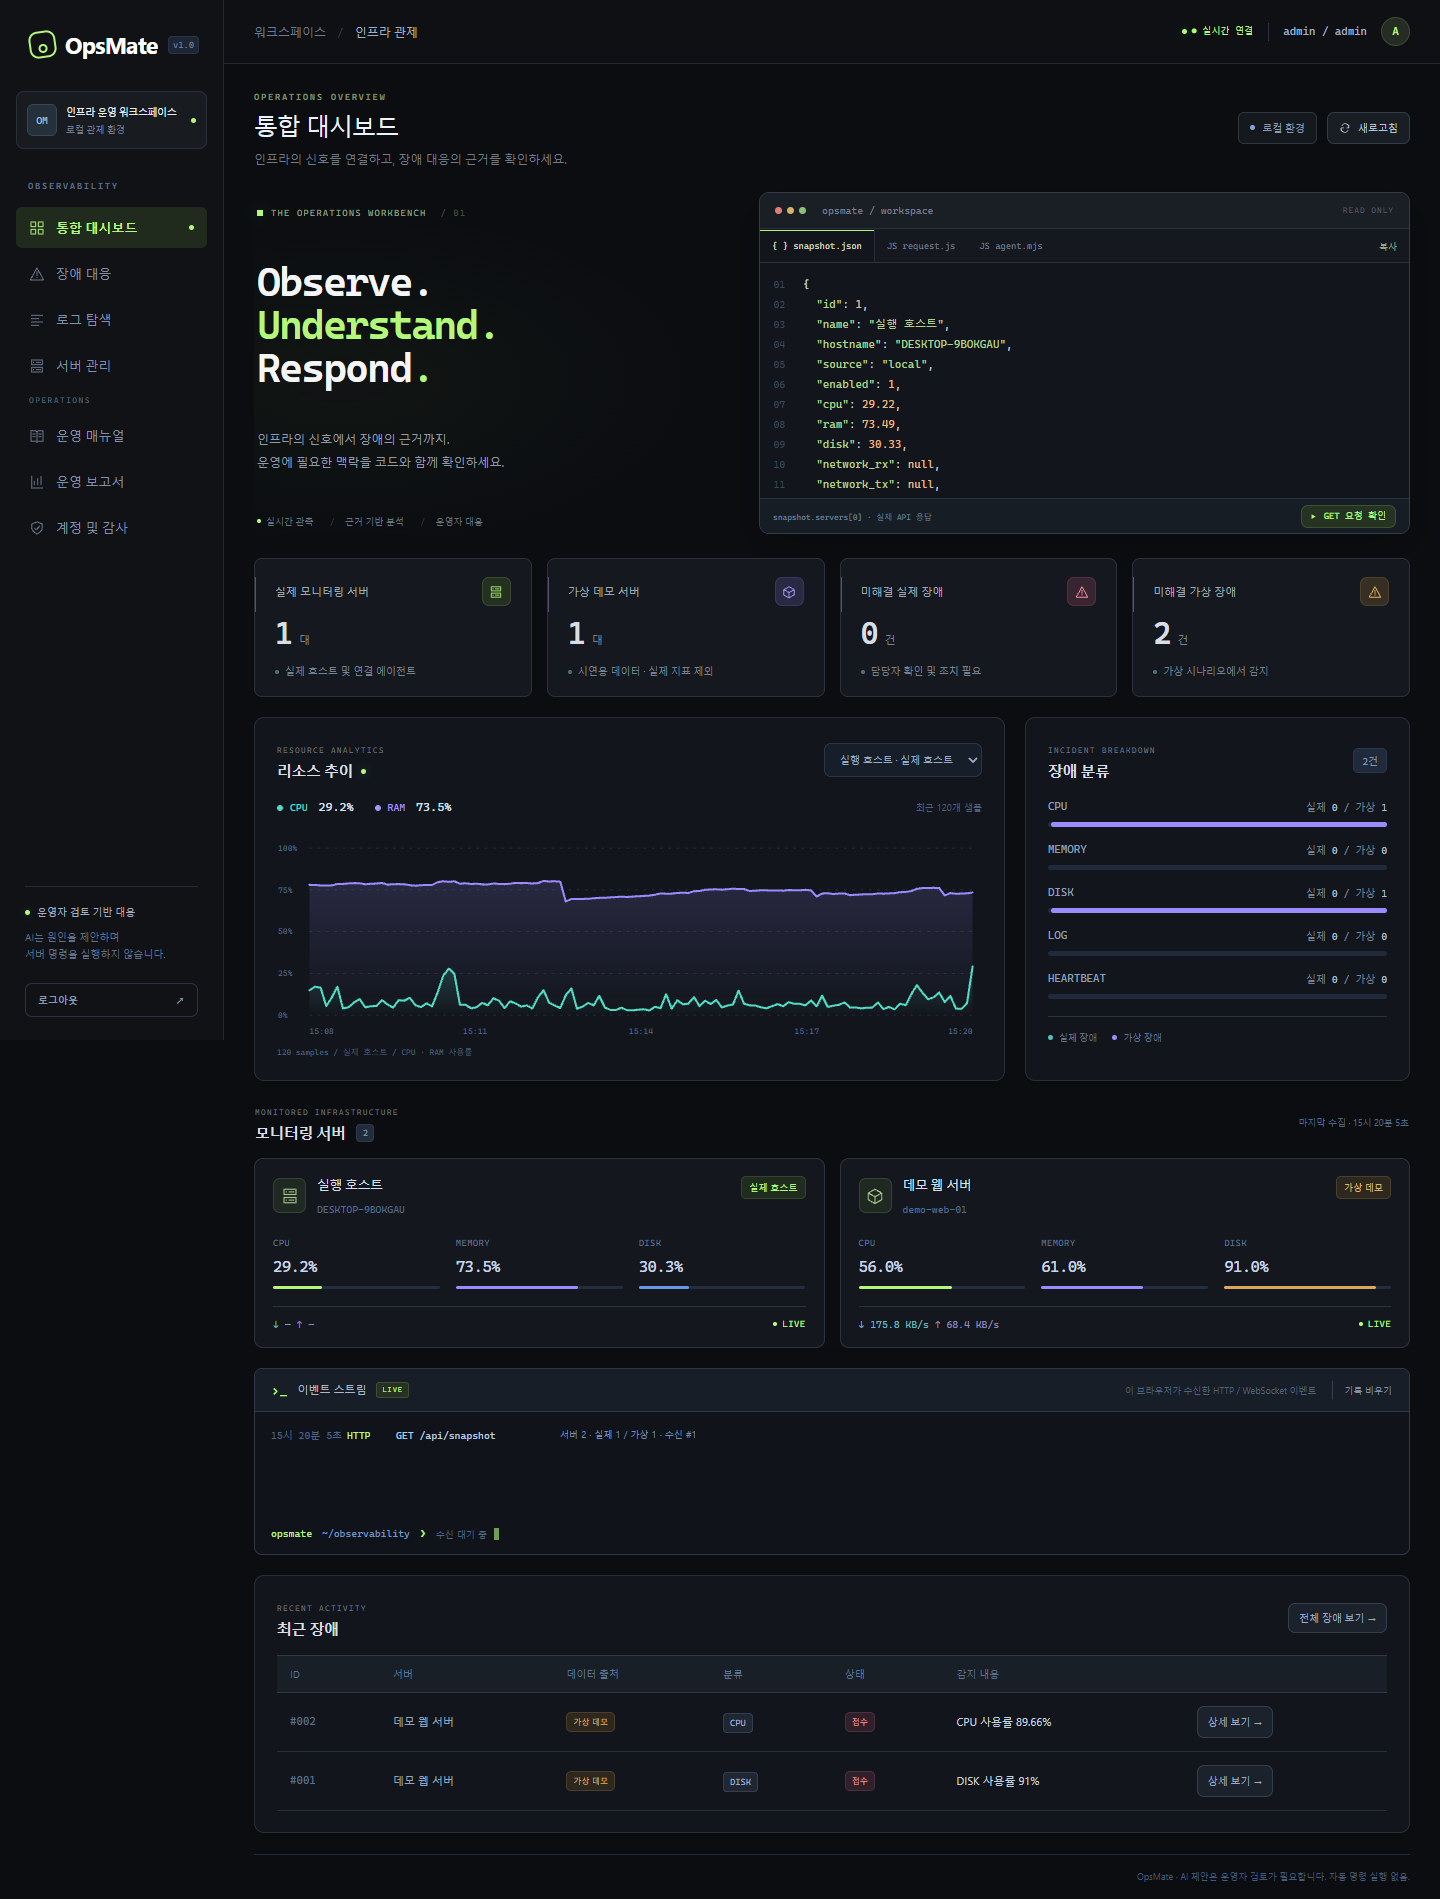 OpsMate v1.0
OM
인프라 운영 워크스페이스
로컬 관제 환경
OBSERVABILITY
통합 대시보드
장애 대응
로그 탐색
서버 관리
OPERATIONS
운영 매뉴얼
운영 보고서
계정 및 감사
운영자 검토 기반 대응
AI는 원인을 제안하며
서버 명령을 실행하지 않습니다.
로그아웃 ↗
워크스페이스 / 인프라 관제
실시간 연결
admin / admin
A
OPERATIONS OVERVIEW
통합 대시보드
인프라의 신호를 연결하고, 장애 대응의 근거를 확인하세요.
로컬 환경
새로고침
THE OPERATIONS WORKBENCH / 01
Observe.
Understand.
Respond.
인프라의 신호에서 장애의 근거까지.
운영에 필요한 맥락을 코드와 함께 확인하세요.
실시간 관측 / 근거 기반 분석 / 운영자 대응
opsmate / workspace READ ONLY
{ } snapshot.json JS request.js JS agent.mjs 복사
01 {
02 "id": 1,
03 "name": "실행 호스트",
04 "hostname": "DESKTOP-9BOKGAU",
05 "source": "local",
06 "enabled": 1,
07 "cpu": 29.22,
08 "ram": 73.49,
09 "disk": 30.33,
10 "network_rx": null,
11 "network_tx": null,
snapshot.servers[0] · 실제 API 응답
▸ GET 요청 확인
실제 모니터링 서버
1 대
실제 호스트 및 연결 에이전트
가상 데모 서버
1 대
시연용 데이터 · 실제 지표 제외
미해결 실제 장애
0 건
담당자 확인 및 조치 필요
미해결 가상 장애
2 건
가상 시나리오에서 감지
RESOURCE ANALYTICS
리소스 추이
실행 호스트 · 실제 호스트
CPU 29.2% RAM 73.5%
최근 120개 샘플
100%
75%
50%
25%
0%
15:08 15:11 15:14 15:17 15:20
120 samples / 실제 호스트 / CPU · RAM 사용률
INCIDENT BREAKDOWN
장애 분류
2건
CPU 실제 0 / 가상 1
MEMORY 실제 0 / 가상 0
DISK 실제 0 / 가상 1
LOG 실제 0 / 가상 0
HEARTBEAT 실제 0 / 가상 0
실제 장애 가상 장애
MONITORED INFRASTRUCTURE
모니터링 서버 2
마지막 수집 · 15시 20분 5초
실행 호스트
DESKTOP-9BOKGAU
실제 호스트
CPU MEMORY DISK
29.2% 73.5% 30.3%
↓ — ↑ —
LIVE
데모 웹 서버
demo-web-01
가상 데모
CPU MEMORY DISK
56.0% 61.0% 91.0%
↓ 175.8 KB/s ↑ 68.4 KB/s
LIVE
>_ 이벤트 스트림 LIVE
이 브라우저가 수신한 HTTP / WebSocket 이벤트
기록 비우기
15시 20분 5초 HTTP GET /api/snapshot 서버 2 · 실제 1 / 가상 1 · 수신 #1
opsmate ~/observability ❯ 수신 대기 중
RECENT ACTIVITY
최근 장애
전체 장애 보기 →
ID 서버 데이터 출처 분류 상태 감지 내용
#002 데모 웹 서버 가상 데모 CPU 접수 CPU 사용률 89.66% 상세 보기 →
#001 데모 웹 서버 가상 데모 DISK 접수 DISK 사용률 91% 상세 보기 →
OpsMate · AI 제안은 운영자 검토가 필요합니다. 자동 명령 실행 없음.